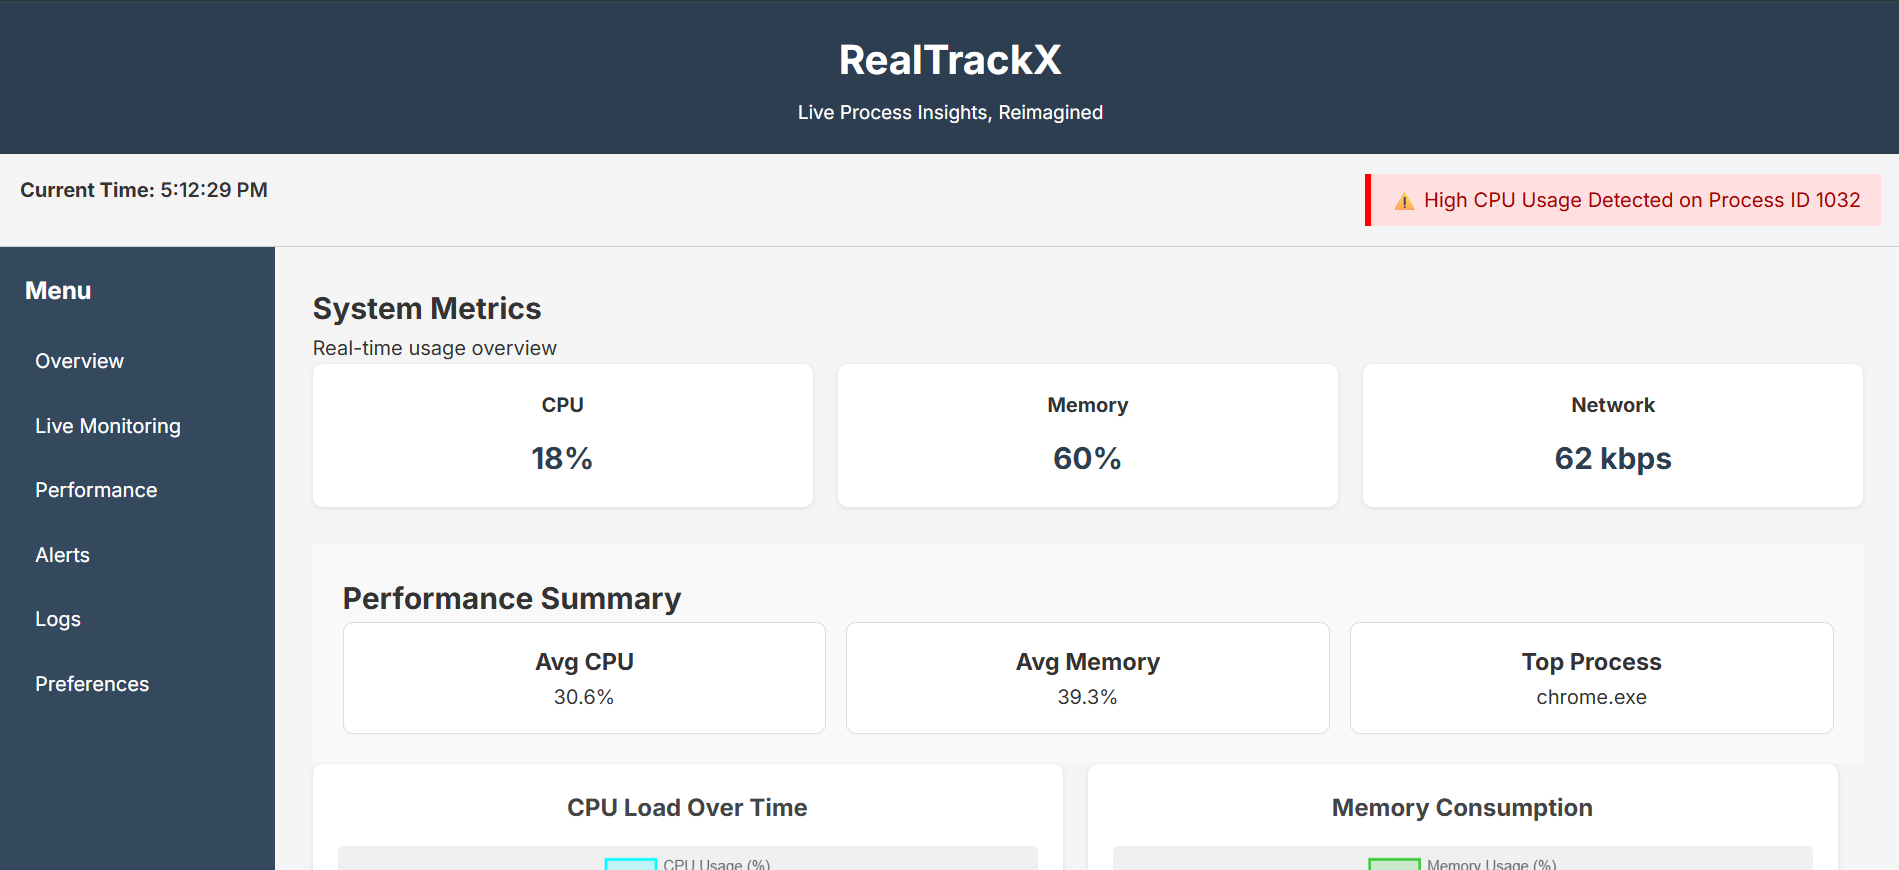 RealTrackX
Live Process Insights, Reimagined
Current Time: 5:12:29 PM
⚠️ High CPU Usage Detected on Process ID 1032
Menu
Overview
Live Monitoring
Performance
Alerts
Logs
Preferences
System Metrics
Real-time usage overview
CPU
18%
Memory
60%
Network
62 kbps
Performance Summary
Avg CPU
30.6%
Avg Memory
39.3%
Top Process
chrome.exe
CPU Load Over Time
CPU Usage (%)
Memory Consumption
Memory Usage (%)